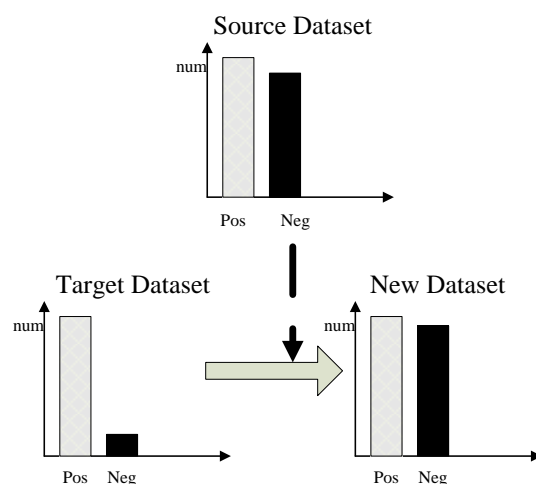 Source Dataset
num
Pos Neg
Target Dataset
num
Pos Neg
New Dataset
num
Pos Neg